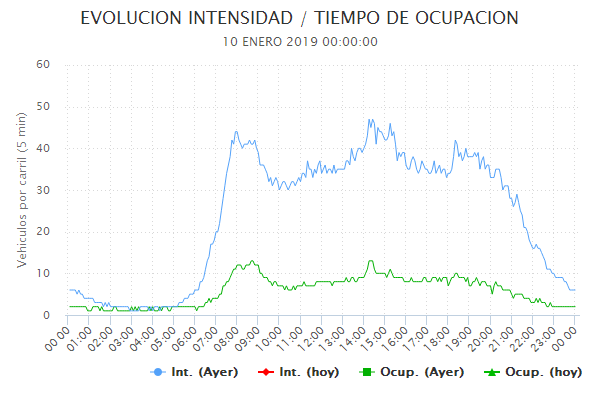 EVOLUCION INTENSIDAD / TIEMPO DE OCUPACION
10 ENERO 2019 00:00:00
Vehiculos por carril (5 min)
60
50
40
30
20
10
0
00:00 01:00 02:00 03:00 04:00 05:00 06:00 07:00 08:00 09:00 10:00 11:00 12:00 13:00 14:00 15:00 16:00 17:00 18:00 19:00 20:00 21:00 22:00 23:00 00:00
Int. (Ayer) Int. (hoy) Ocup. (Ayer) Ocup. (hoy)